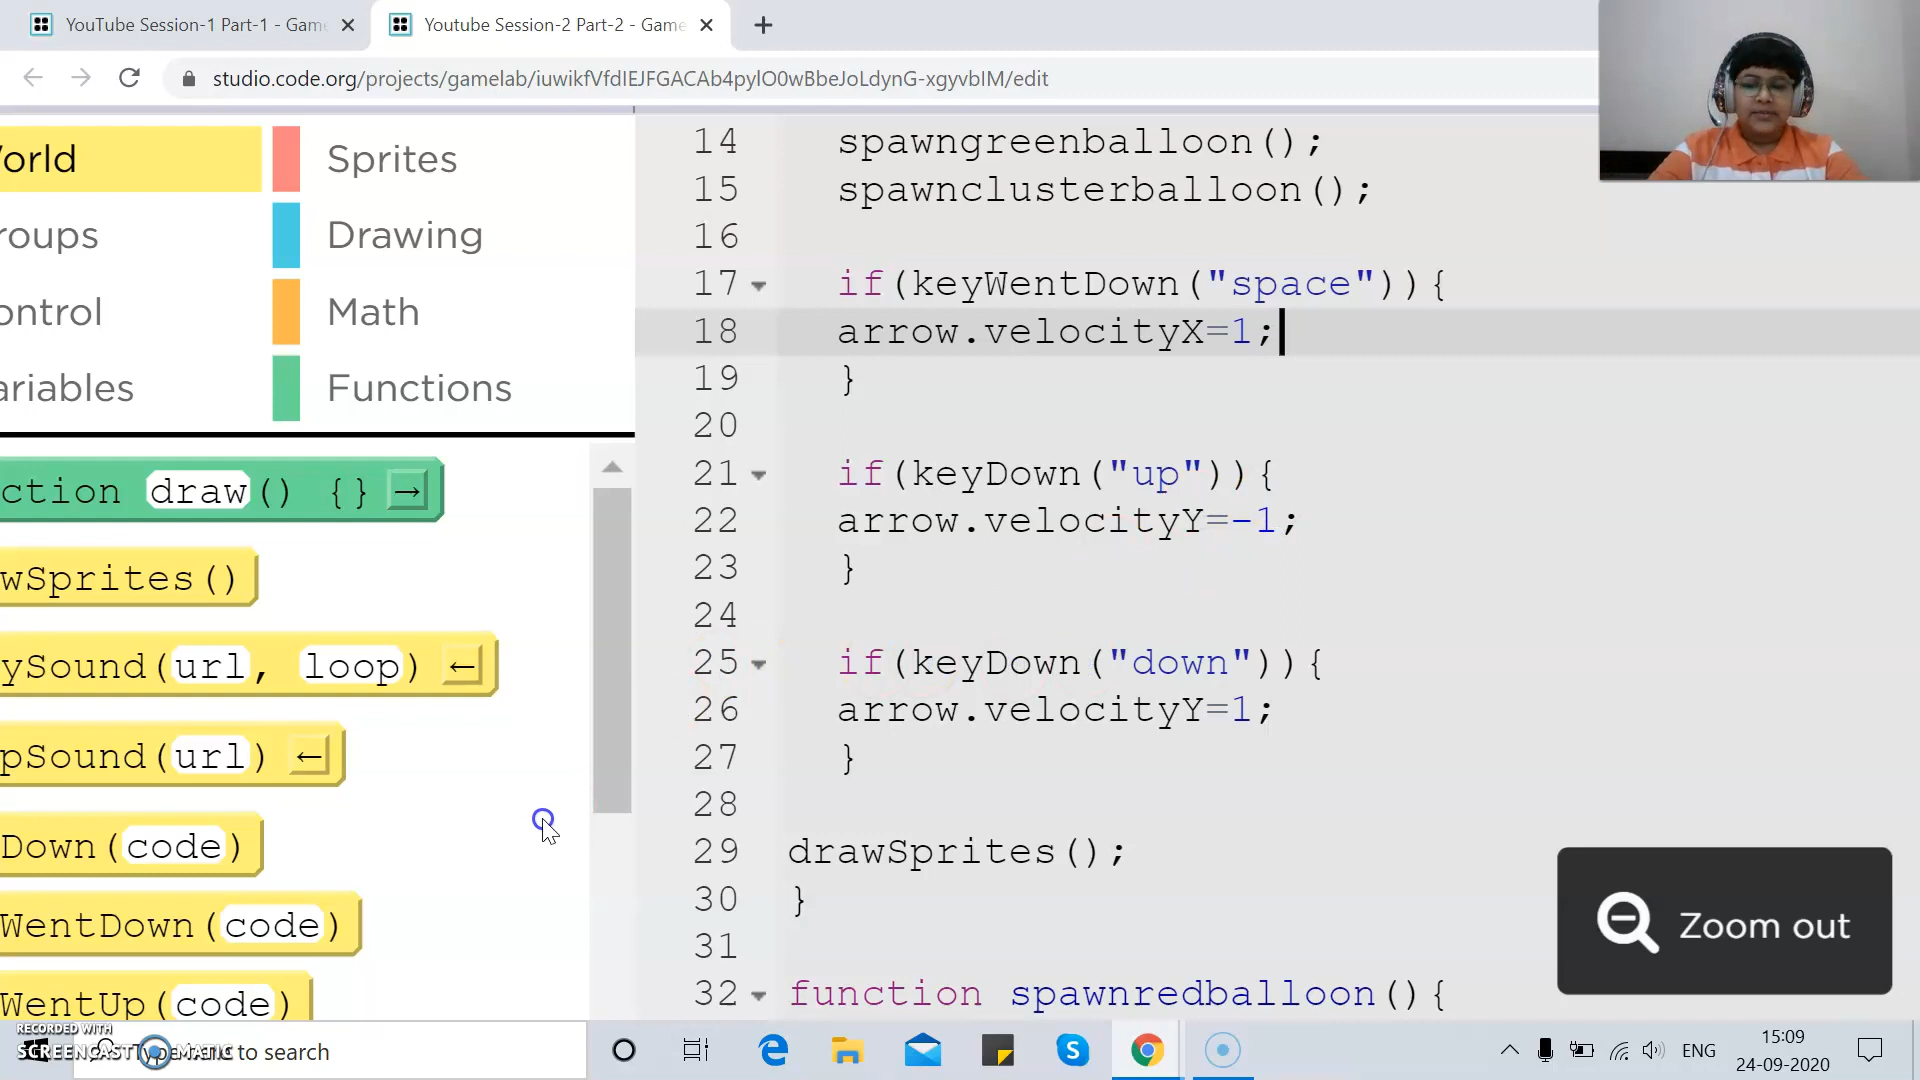 YouTube Session-1 Part-1 - Game
Youtube Session-2 Part-2 - Game
studio.code.org/projects/gamelab/iuwikfVfdIEJFGACAb4pylO0wBbeJoLdynG-xgyvbIM/edit
orld
Sprites
roups
Drawing
ontrol
Math
ariables
Functions
ction draw() {} →
wSprites()
ySound(url, loop) ←
pSound(url) ←
Down(code)
WentDown(code)
WentUp(code)
14 spawngreenballoon();
15 spawnclusterballoon();
16
17 if(keyWentDown("space")){
18 arrow.velocityX=1;
19 }
20
21 if(keyDown("up")){
22 arrow.velocityY=-1;
23 }
24
25 if(keyDown("down")){
26 arrow.velocityY=1;
27 }
28
29 drawSprites();
30 }
31
32 function spawnredballoon(){
Zoom out
RECORDED WITH
SCREENCAST MATIC
to search
ENG
15:09
24-09-2020